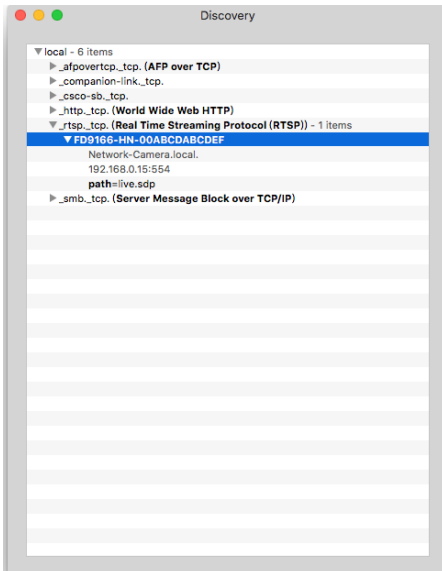 Discovery
local - 6 items
_afpovertcp._tcp. (AFP over TCP)
_companion-link._tcp.
_csco-sb._tcp.
_http._tcp. (World Wide Web HTTP)
_rtsp._tcp. (Real Time Streaming Protocol (RTSP)) - 1 items
FD9166-HN-00ABCDABCDEF
Network-Camera.local.
192.168.0.15:554
path=live.sdp
_smb._tcp. (Server Message Block over TCP/IP)